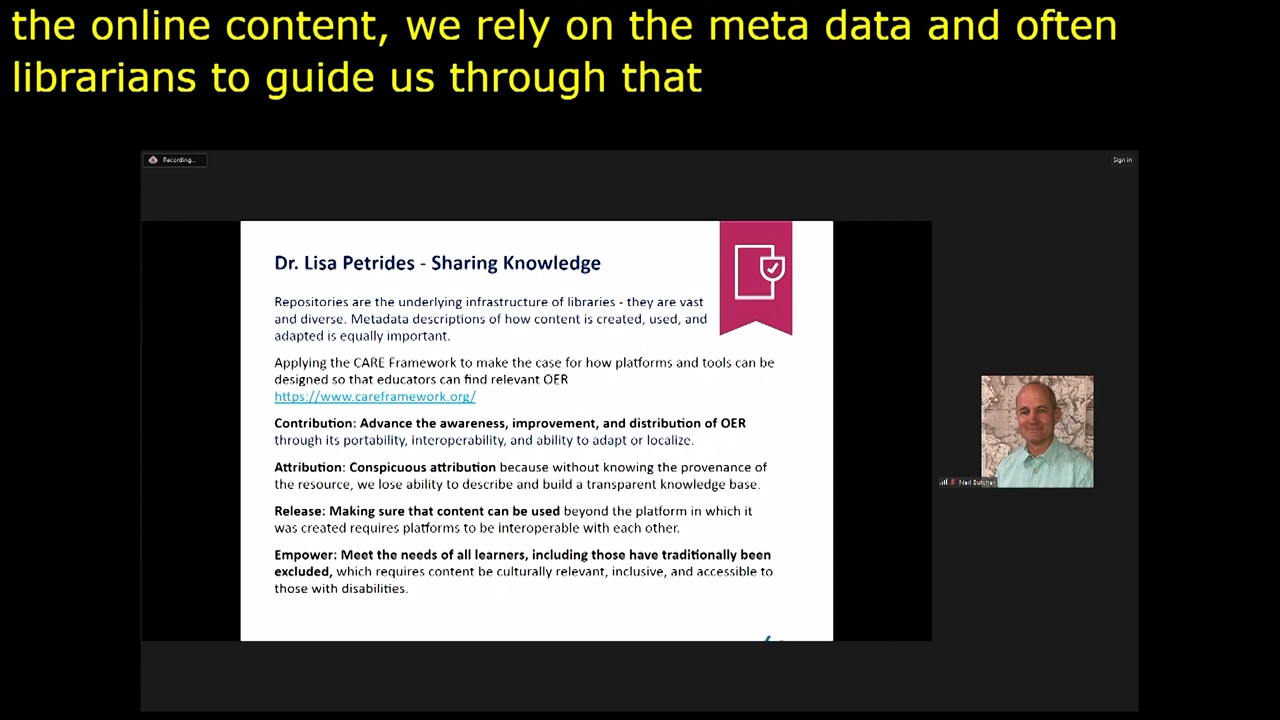 the online content, we rely on the meta data and often
librarians to guide us through that
Recording...
Sign in
Dr. Lisa Petrides - Sharing Knowledge
Repositories are the underlying infrastructure of libraries - they are vast
and diverse. Metadata descriptions of how content is created, used, and
adapted is equally important.
Applying the CARE Framework to make the case for how platforms and tools can be
designed so that educators can find relevant OER
https://www.careframework.org/
Contribution: Advance the awareness, improvement, and distribution of OER
through its portability, interoperability, and ability to adapt or localize.
Attribution: Conspicuous attribution because without knowing the provenance of
the resource, we lose ability to describe and build a transparent knowledge base.
Release: Making sure that content can be used beyond the platform in which it
was created requires platforms to be interoperable with each other.
Empower: Meet the needs of all learners, including those have traditionally been
excluded, which requires content be culturally relevant, inclusive, and accessible to
those with disabilities.
Neil Butcher